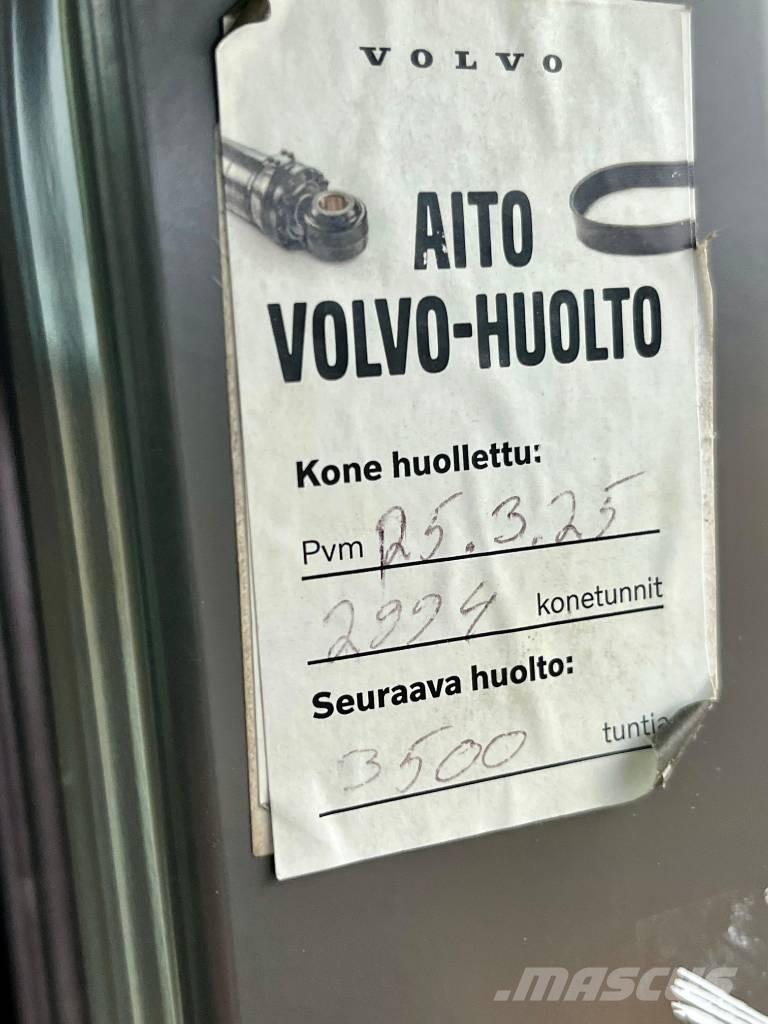 VOLVO
AITO
VOLVO-HUOLTO
Kone huollettu:
Pvm 25.3.25
2994 konetunnit
Seuraava huolto:
3500 tuntia
MASCUS